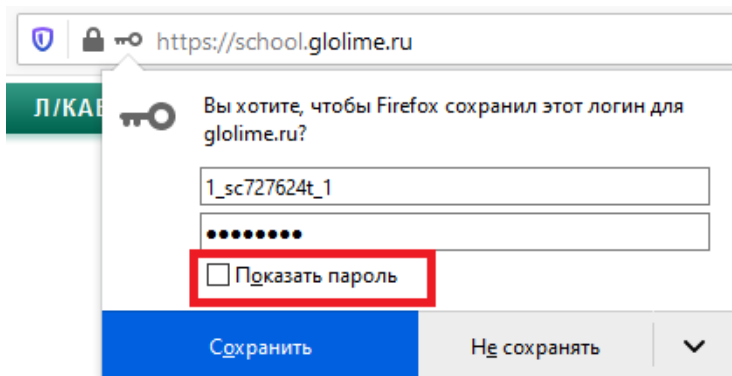 https://school.glolime.ru
Л/КАБ
Вы хотите, чтобы Firefox сохранил этот логин для
glolime.ru?
1_sc727624t_1
●●●●●●●●
Показать пароль
Сохранить
Не сохранять